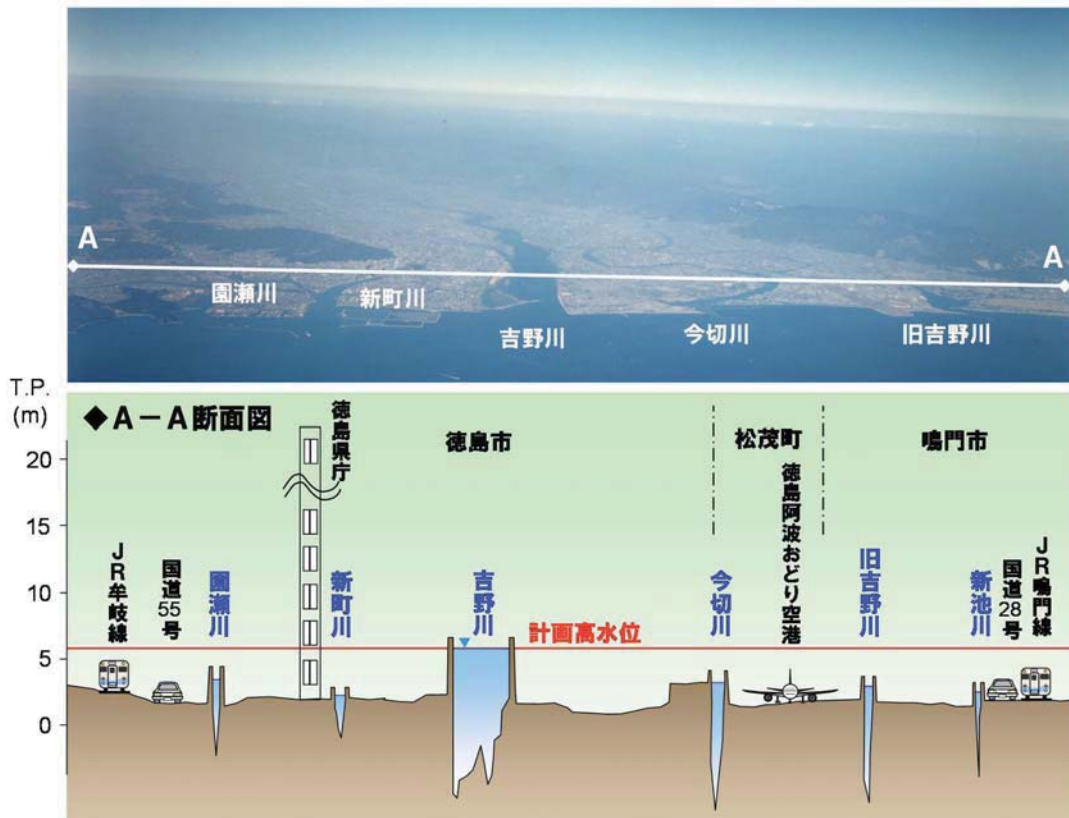 A
A
園瀬川
新町川
吉野川
今切川
旧吉野川
T.P.
(m)
◆A－A断面図
徳島県庁
徳島市
松茂町
鳴門市
20
15
10
5
0
JR牟岐線
国道55号
園瀬川
新町川
吉野川
計画高水位
今切川
徳島阿波おどり空港
旧吉野川
新池川
国道28号
JR鳴門線